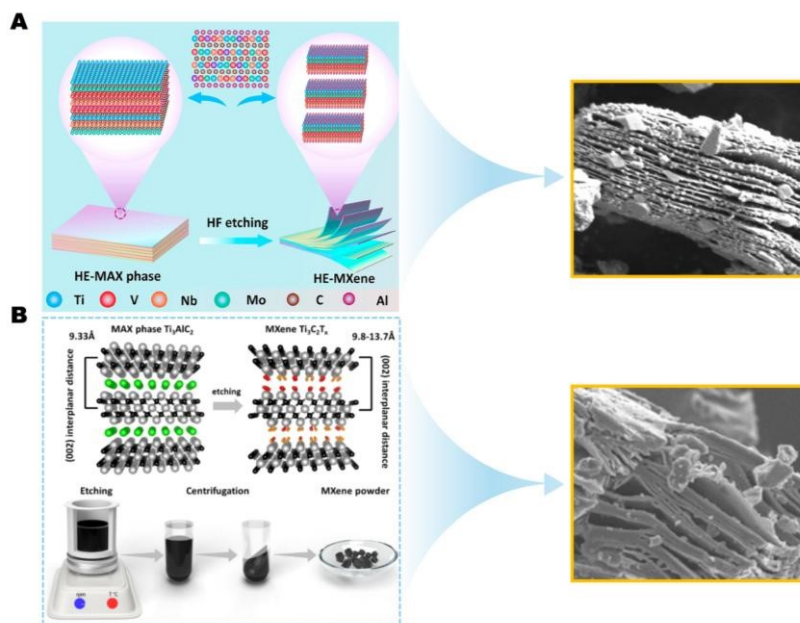 A
HF etching
HE-MAX phase
HE-MXene
Ti V Nb Mo C Al
B
MAX phase Ti₃AlC₂
MXene Ti₃C₂Tₓ
9.33Å
9.8-13.7Å
(002) interplanar distance
etching
(002) interplanar distance
Etching
Centrifugation
MXene powder
rpm
T °C